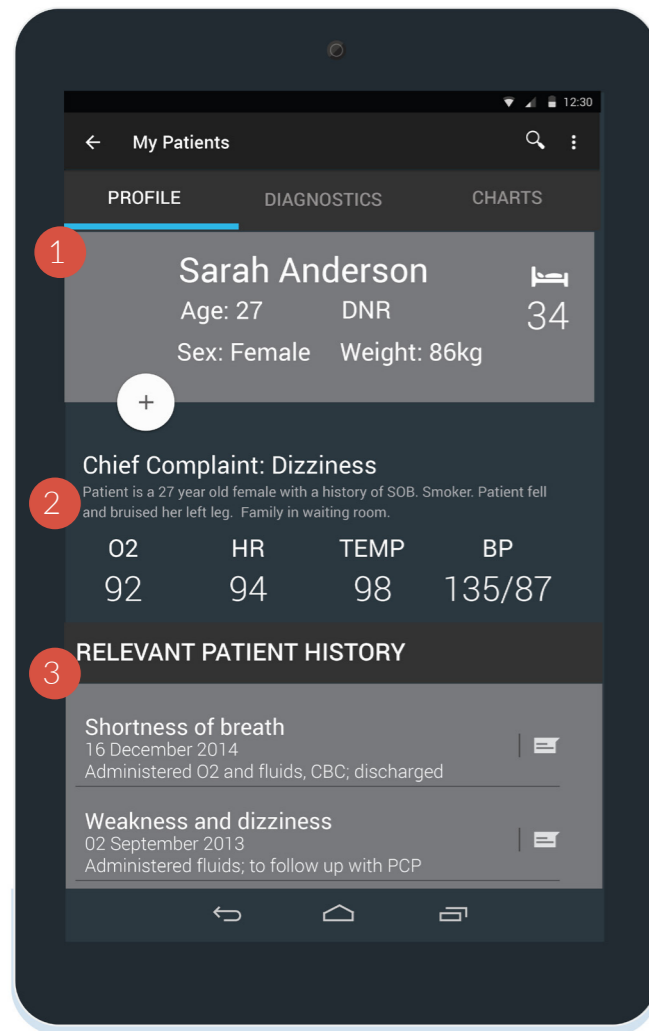 12:30
My Patients
PROFILE DIAGNOSTICS CHARTS
1
Sarah Anderson
Age: 27 DNR 34
Sex: Female Weight: 86kg
+
Chief Complaint: Dizziness
2
Patient is a 27 year old female with a history of SOB. Smoker. Patient fell
and bruised her left leg. Family in waiting room.
O2 HR TEMP BP
92 94 98 135/87
RELEVANT PATIENT HISTORY
3
Shortness of breath
16 December 2014
Administered O2 and fluids, CBC; discharged
Weakness and dizziness
02 September 2013
Administered fluids; to follow up with PCP